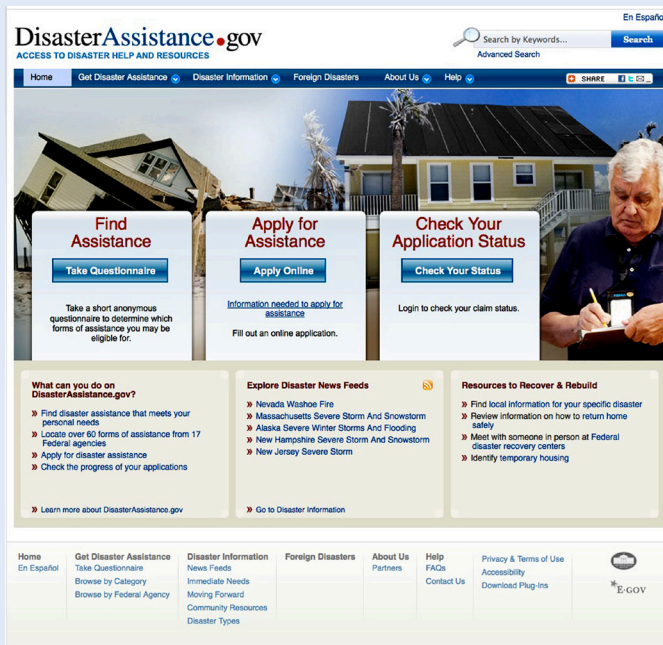 En Españo
DisasterAssistance.gov
ACCESS TO DISASTER HELP AND RESOURCES
Search by Keywords...
Search
Advanced Search
Home
Get Disaster Assistance
Disaster Information
Foreign Disasters
About Us
Help
SHARE
Find
Assistance
Take Questionnaire
Take a short anonymous
questionnaire to determine which
forms of assistance you may be
eligible for.
Apply for
Assistance
Apply Online
Information needed to apply for
assistance
Fill out an online application.
Check Your
Application Status
Check Your Status
Login to check your claim status.
What can you do on
DisasterAssistance.gov?
» Find disaster assistance that meets your
personal needs
» Locate over 60 forms of assistance from 17
Federal agencies
» Apply for disaster assistance
» Check the progress of your applications
» Learn more about DisasterAssistance.gov
Explore Disaster News Feeds
» Nevada Washoe Fire
» Massachusetts Severe Storm And Snowstorm
» Alaska Severe Winter Storms And Flooding
» New Hampshire Severe Storm And Snowstorm
» New Jersey Severe Storm
» Go to Disaster Information
Resources to Recover & Rebuild
» Find local information for your specific disaster
» Review information on how to return home
safely
» Meet with someone in person at Federal
disaster recovery centers
» Identify temporary housing
Home
En Español
Get Disaster Assistance
Take Questionnaire
Browse by Category
Browse by Federal Agency
Disaster Information
News Feeds
Immediate Needs
Moving Forward
Community Resources
Disaster Types
Foreign Disasters
About Us
Partners
Help
FAQs
Contact Us
Privacy & Terms of Use
Accessibility
Download Plug-Ins
E-GOV